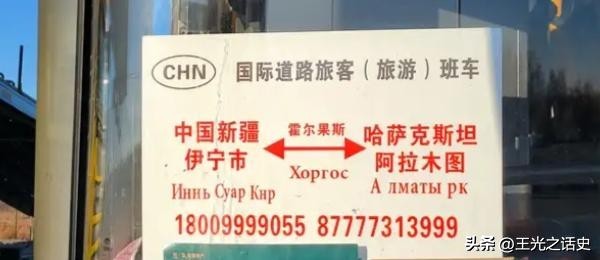 CHN 国际道路旅客(旅游)班车
中国新疆 霍尔果斯 哈萨克斯坦
伊宁市 阿拉木图
Хоргос
Иннь Суар Кнр А лматы рк
18009999055 87777313999
头条 @王光之话史